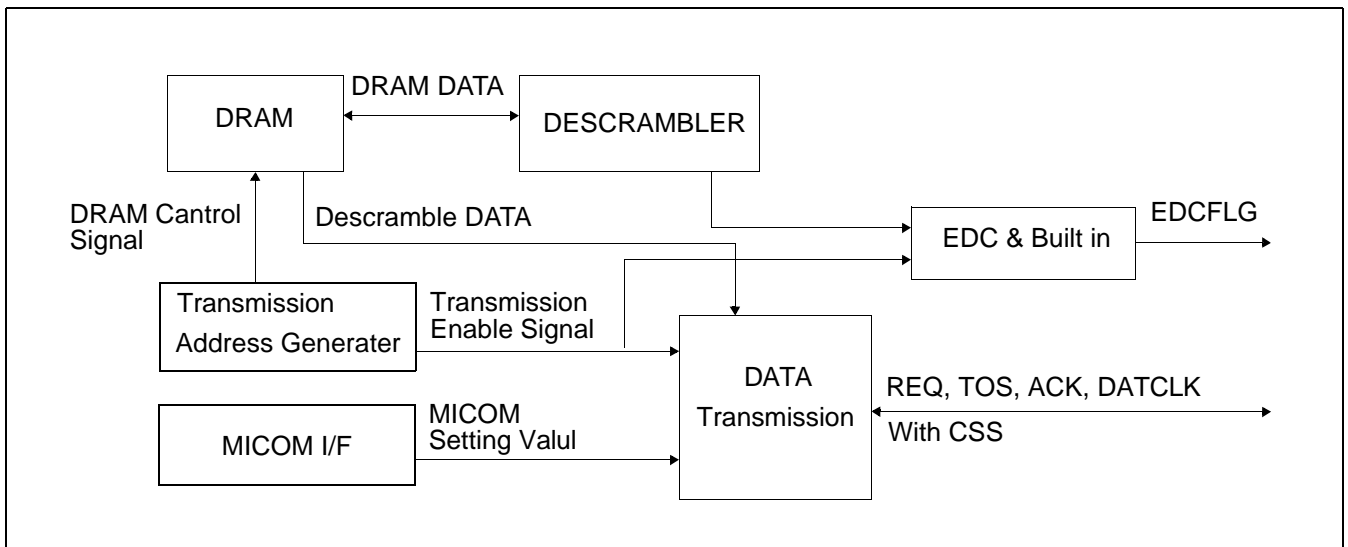 DRAM
DRAM DATA
DESCRAMBLER
DRAM Cantrol
Signal
Descramble DATA
EDC & Built in
EDCFLG
Transmission
Address Generater
Transmission
Enable Signal
DATA
Transmission
REQ, TOS, ACK, DATCLK
With CSS
MICOM I/F
MICOM
Setting Valul